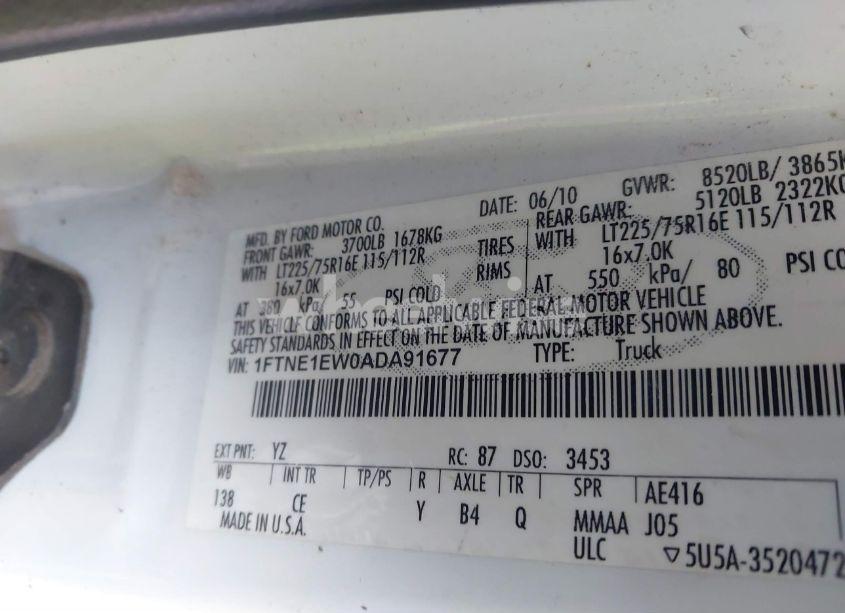 MFD. BY FORD MOTOR CO. DATE: 06/10 GVWR: 8520LB/ 3865K
FRONT GAWR: 3700LB 1678KG REAR GAWR: 5120LB 2322KG
WITH LT225/75R16E 115/112R TIRES WITH LT225/75R16E 115/112R
16x7.0K RIMS 16x7.0K
AT 380 kPa/ 55 PSI COLD AT 550 kPa/ 80 PSI CO
THIS VEHICLE CONFORMS TO ALL APPLICABLE FEDERAL MOTOR VEHICLE
SAFETY STANDARDS IN EFFECT ON THE DATE OF MANUFACTURE SHOWN ABOVE.
VIN: 1FTNE1EW0ADA91677 TYPE: Truck
EXT PNT: YZ RC: 87 DSO: 3453
WB INT TR TP/PS R AXLE TR SPR AE416
138 CE Y B4 Q MMAA J05
MADE IN U.S.A. ULC ▽5U5A-3520472